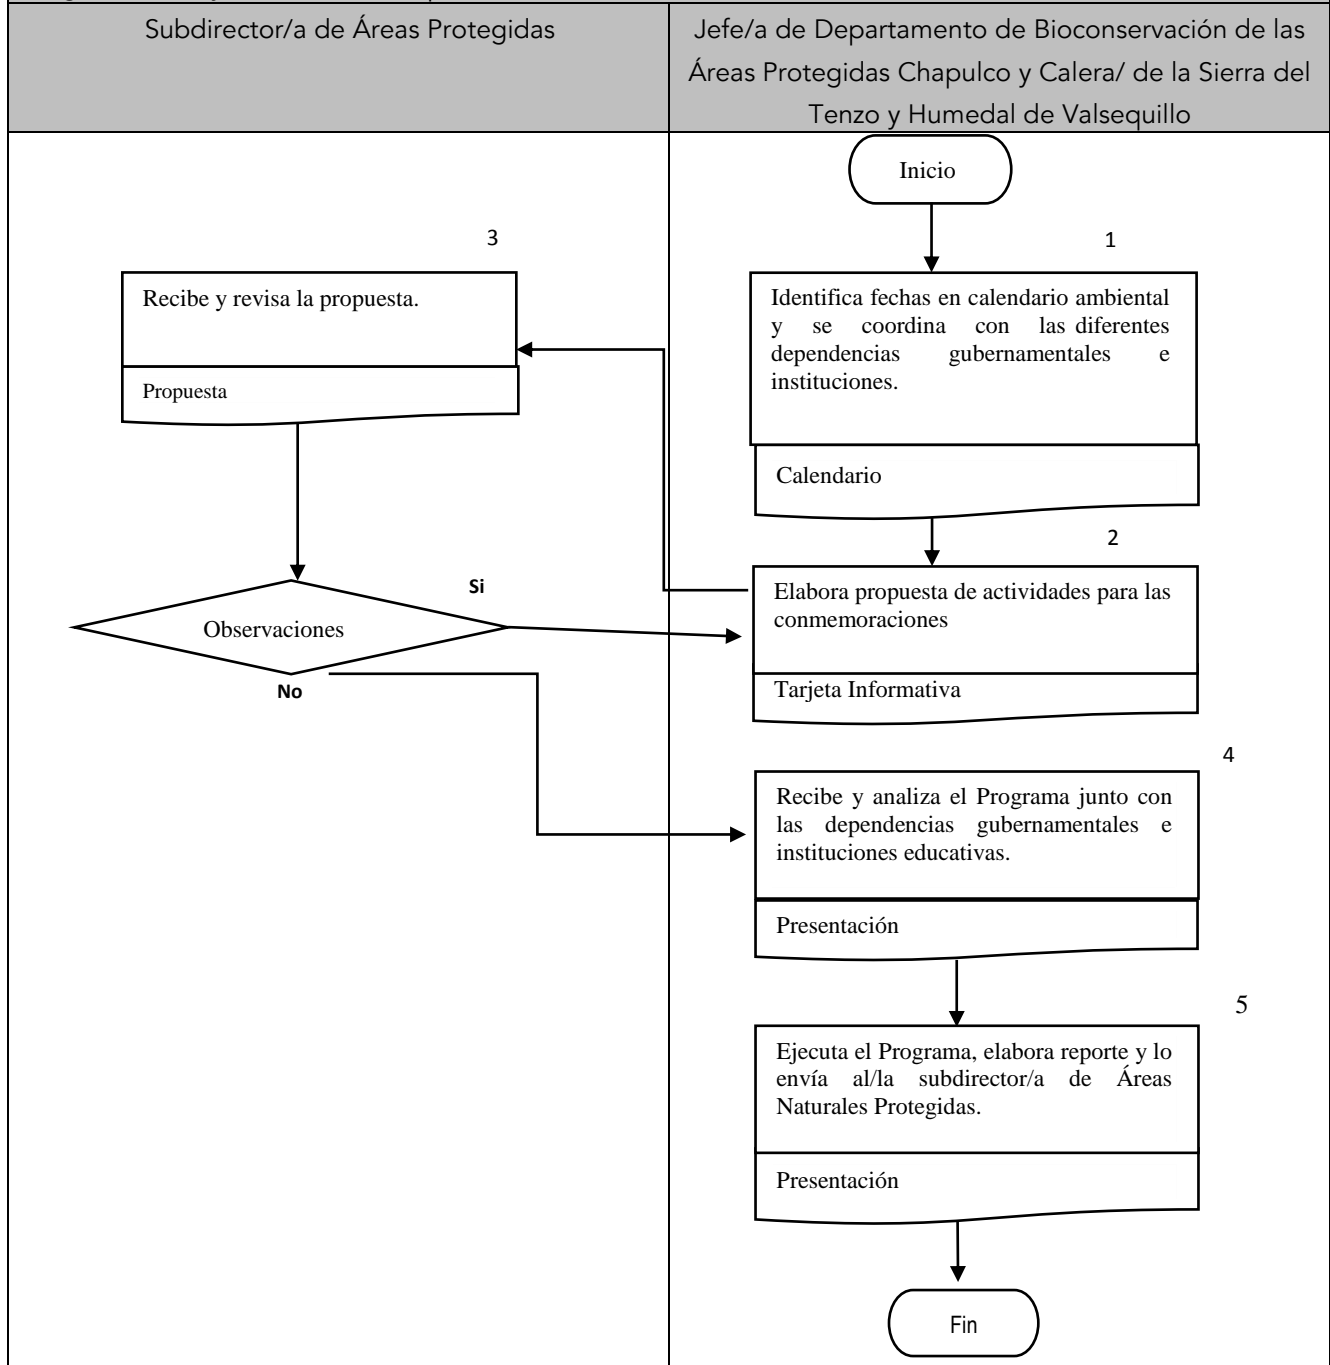 Subdirector/a de Áreas Protegidas
Jefe/a de Departamento de Bioconservación de las
Áreas Protegidas Chapulco y Calera/ de la Sierra del
Tenzo y Humedal de Valsequillo
Inicio
1
Identifica fechas en calendario ambiental
y se coordina con las diferentes
dependencias gubernamentales e
instituciones.
Calendario
2
Elabora propuesta de actividades para las
conmemoraciones
Tarjeta Informativa
3
Recibe y revisa la propuesta.
Propuesta
Observaciones
Si
No
4
Recibe y analiza el Programa junto con
las dependencias gubernamentales e
instituciones educativas.
Presentación
5
Ejecuta el Programa, elabora reporte y lo
envía al/la subdirector/a de Áreas
Naturales Protegidas.
Presentación
Fin